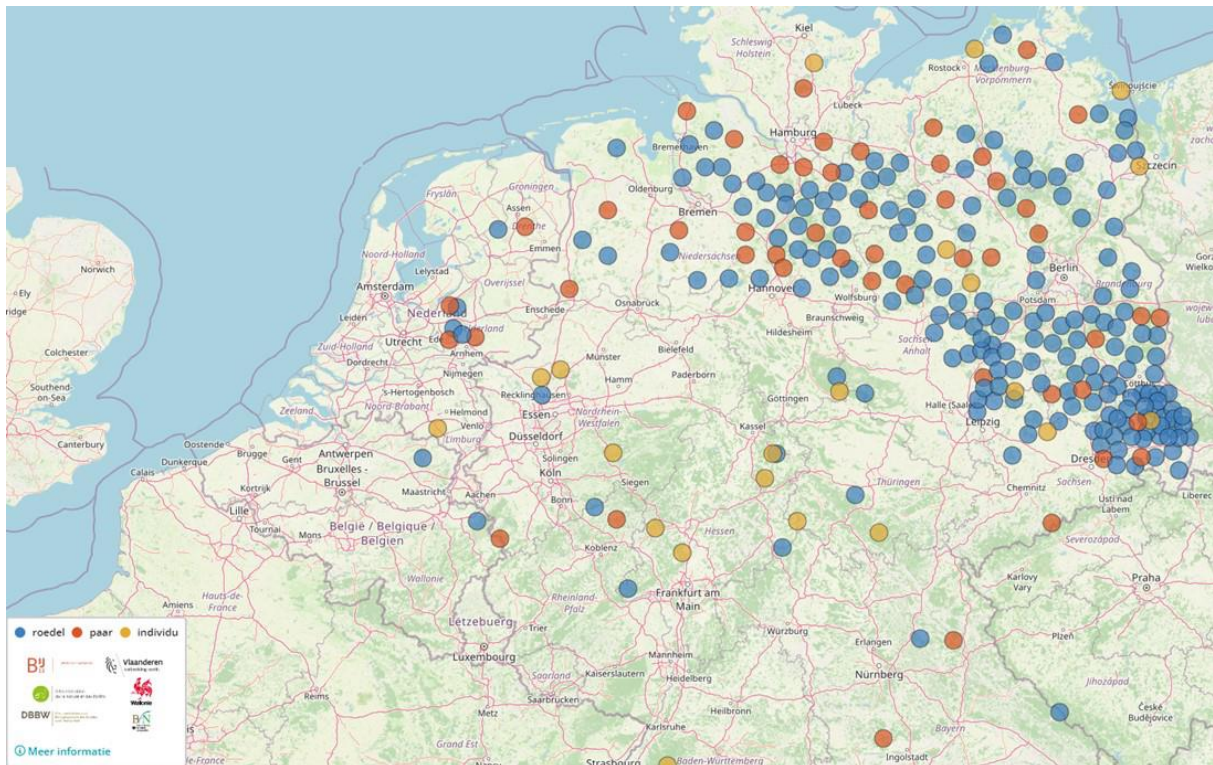 Kiel
Schleswig
Holstein
Rostock
Mecklenburg
Vorpommern
Lübeck
Hamburg
Szczecin
Bremerhaven
Fryslân
Groningen
Oldenburg
Bremen
Assen
Drenthe
Emmen
Noord-Holland
Norwich
Niedersachsen
Lelystad
Overijssel
Berlin
Ely
Amsterdam
Hannover
Wolfsburg
Brandenburg
Potsdam
Osnabrück
Leiden
Nederland
Enschede
Braunschweig
Utrecht
Ede
Hildesheim
Zuid-Holland
Arnhem
Sachsen
Anhalt
Colchester
Dordrecht
Münster
Bielefeld
Nijmegen
Southend-
on-Sea
's-Hertogenbosch
Hamm
Paderborn
Cottbus
Recklinghausen
Göttingen
Halle (Saale)
Zeeland
Noord-Brabant
Helmond
Essen
Nordrhein-
Westfalen
Leipzig
Venlo
Kassel
Canterbury
Oostende
Limburg
Düsseldorf
Antwerpen
Solingen
Dresden
Calais
Dunkerque
Brugge
Gent
Bruxelles -
Brussel
Köln
Thüringen
Siegen
Chemnitz
Sachsen
Kortrijk
Maastricht
Aachen
Bonn
Ústí nad
Labem
Liberec
Lille
België / Belgique /
Belgien
Tournai
Mons
Hessen
Severozápad
Koblenz
Wallonie
Karlovy
Vary
Praha
Amiens
Hauts-de-
France
Rheinland-
Pfalz
Frankfurt am
Main
Lëtzebuerg
Trier
Würzburg
Erlangen
Plzeň
roedel paar individu
Luxembourg
Mannheim
Nürnberg
Kaiserslautern
Heidelberg
Saarland
Jihozápad
Vlaanderen
Saarbrücken
Reims
Wallonie
České
Budějovice
DBBW
Heilbronn
Metz
Karlsruhe
Bayern
Meer informatie
Grand Est
Ingolstadt
Strasbourg
Baden-Württemberg